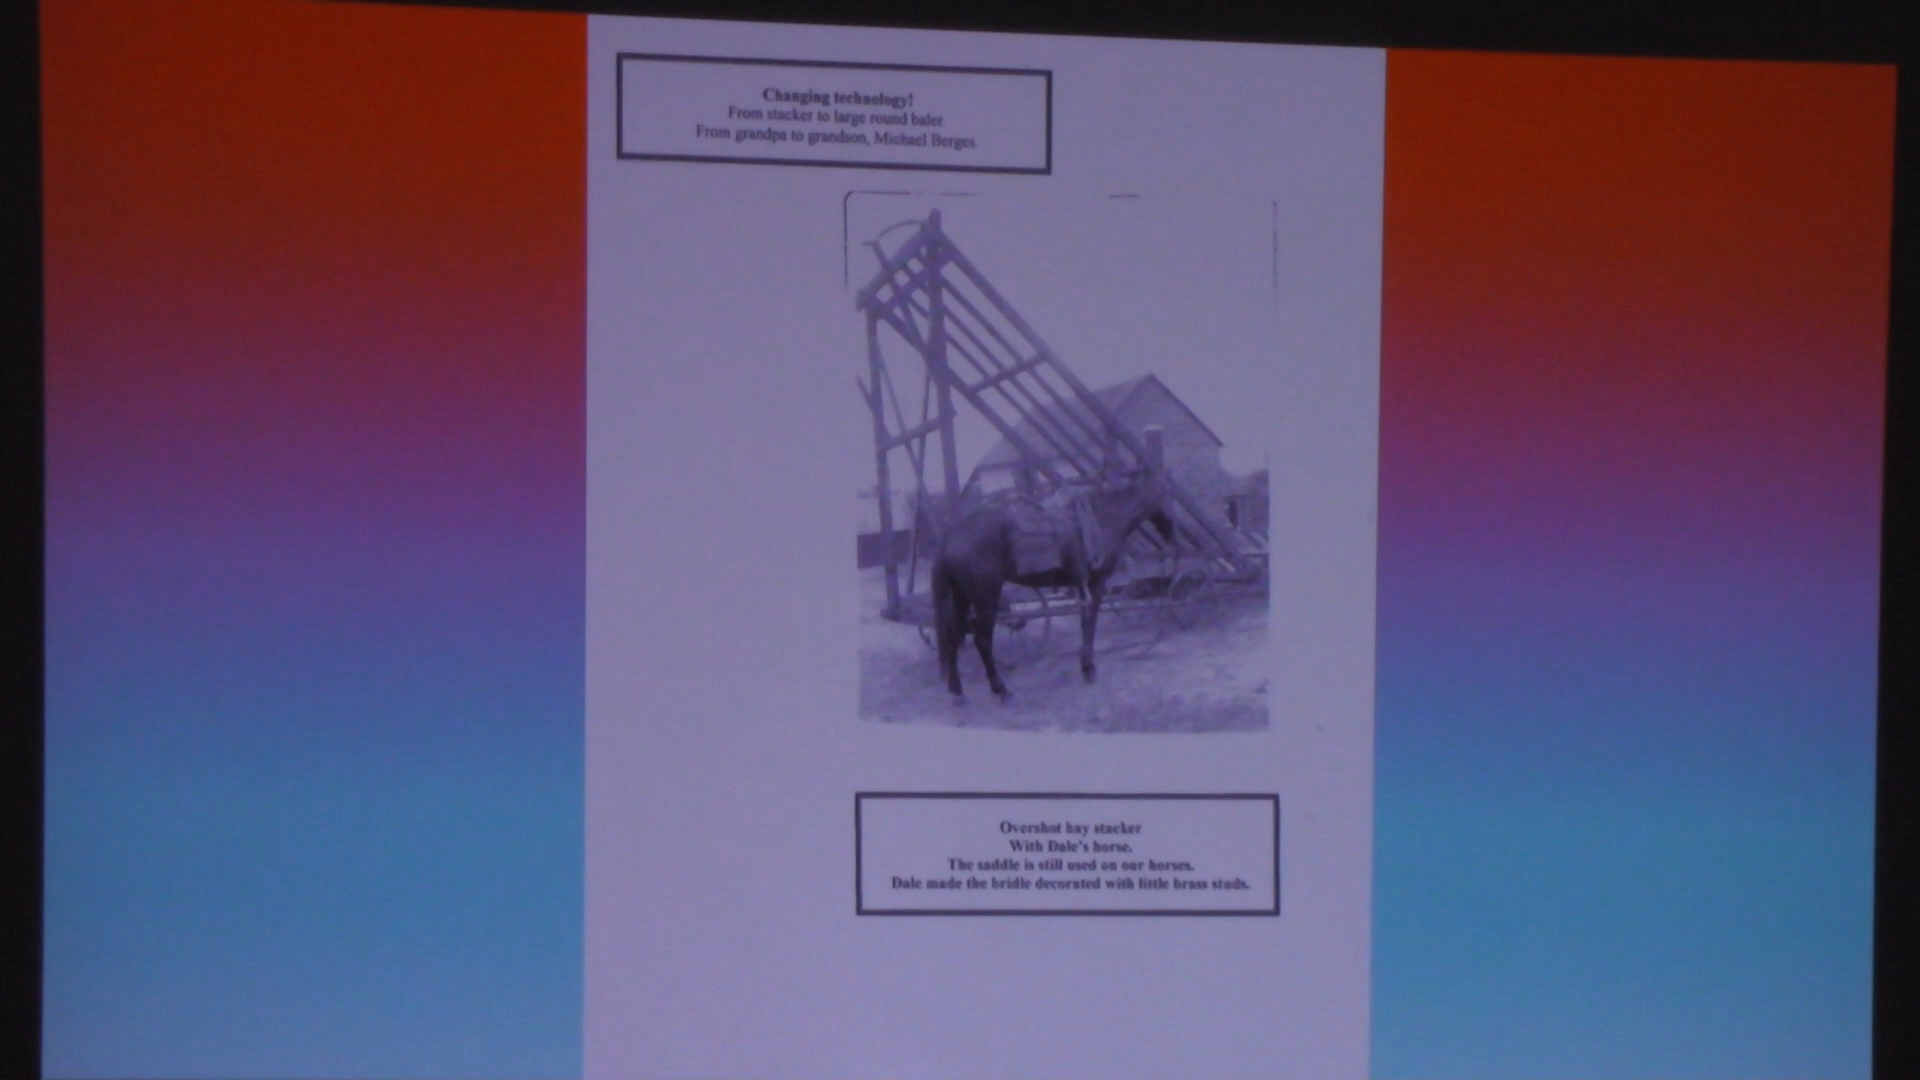 Changing technology!
From stacker to large round baler.
From grandpa to grandson, Michael Berges.
Overshot hay stacker
With Dale's horse.
The saddle is still used on our horses.
Dale made the bridle decorated with little brass studs.